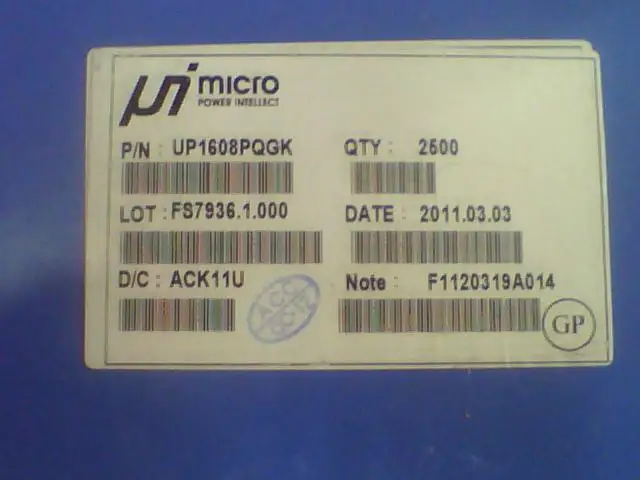 micro
POWER INTELLECT
P/N : UP1608PQGK
QTY : 2500
LOT : FS7936.1.000
DATE : 2011.03.03
D/C : ACK11U
Note : F1120319A014
GP